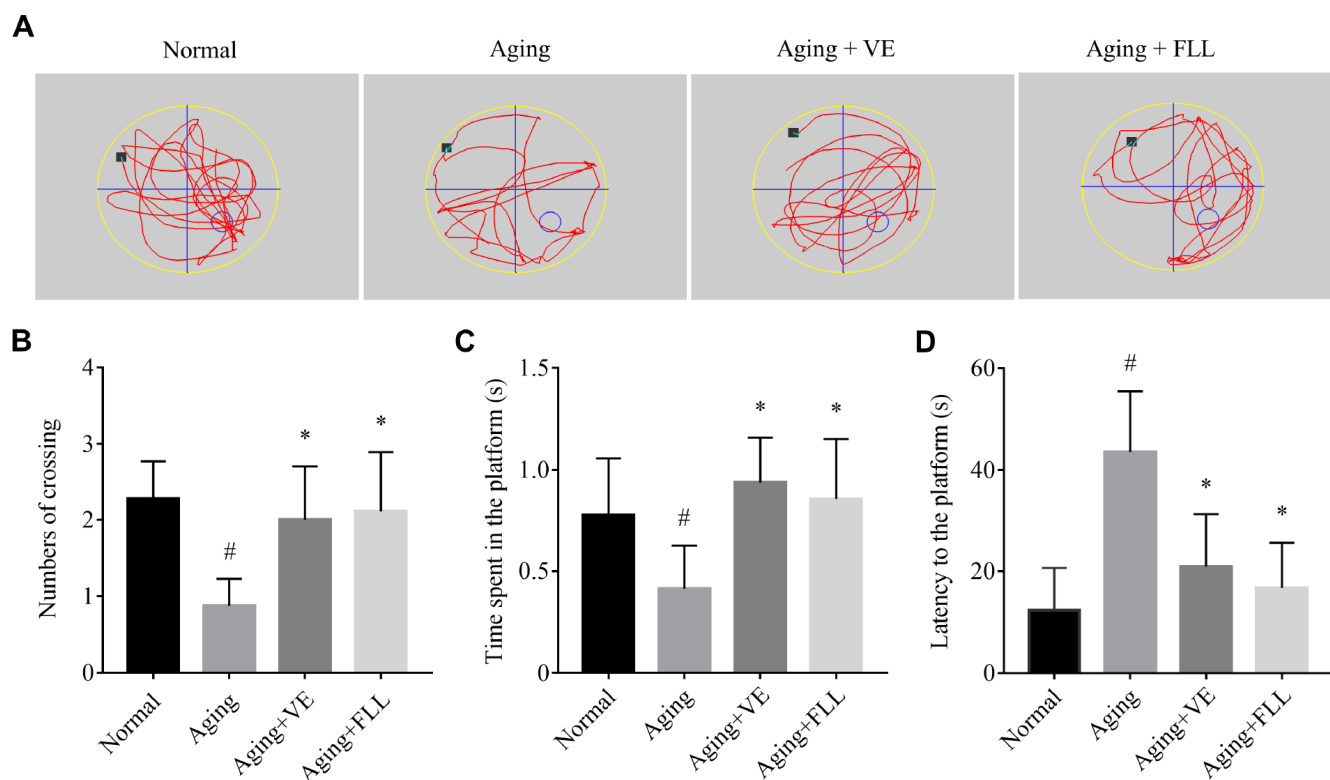 A
Normal
Aging
Aging + VE
Aging + FLL
B
Numbers of crossing
4
3
2
1
0
#
*
*
Normal
Aging
Aging+VE
Aging+FLL
C
Time spent in the platform (s)
1.5
1.0
0.5
0
#
*
*
Normal
Aging
Aging+VE
Aging+FLL
D
Latency to the platform (s)
60
40
20
0
#
*
*
Normal
Aging
Aging+VE
Aging+FLL